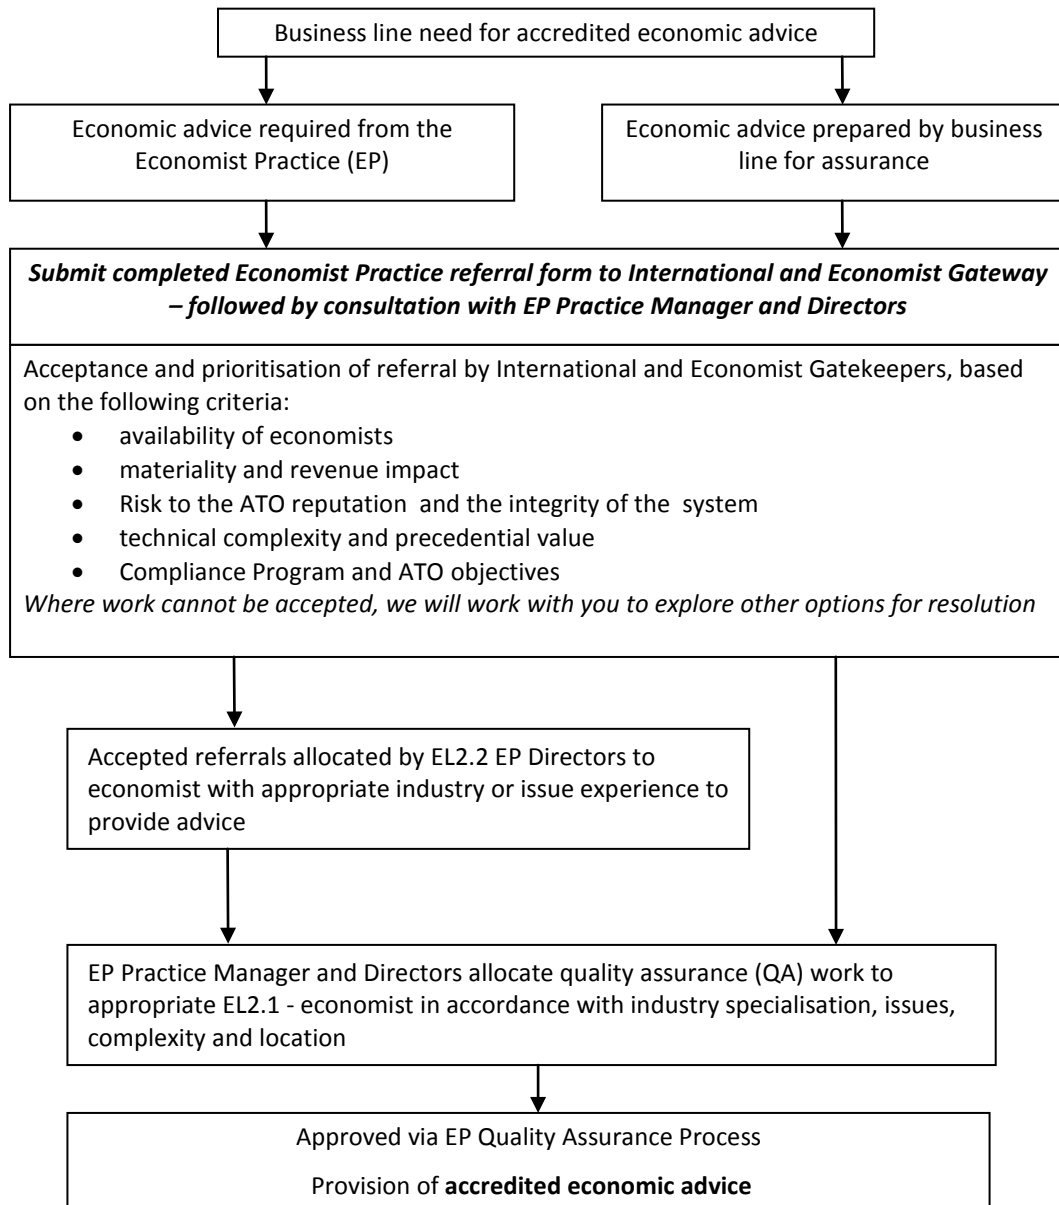 Business line need for accredited economic advice
Economic advice required from the
Economist Practice (EP)
Economic advice prepared by business
line for assurance
Submit completed Economist Practice referral form to International and Economist Gateway
– followed by consultation with EP Practice Manager and Directors
Acceptance and prioritisation of referral by International and Economist Gatekeepers, based
on the following criteria:
• availability of economists
• materiality and revenue impact
• Risk to the ATO reputation and the integrity of the system
• technical complexity and precedential value
• Compliance Program and ATO objectives
Where work cannot be accepted, we will work with you to explore other options for resolution
Accepted referrals allocated by EL2.2 EP Directors to
economist with appropriate industry or issue experience to
provide advice
EP Practice Manager and Directors allocate quality assurance (QA) work to
appropriate EL2.1 - economist in accordance with industry specialisation, issues,
complexity and location
Approved via EP Quality Assurance Process
Provision of accredited economic advice